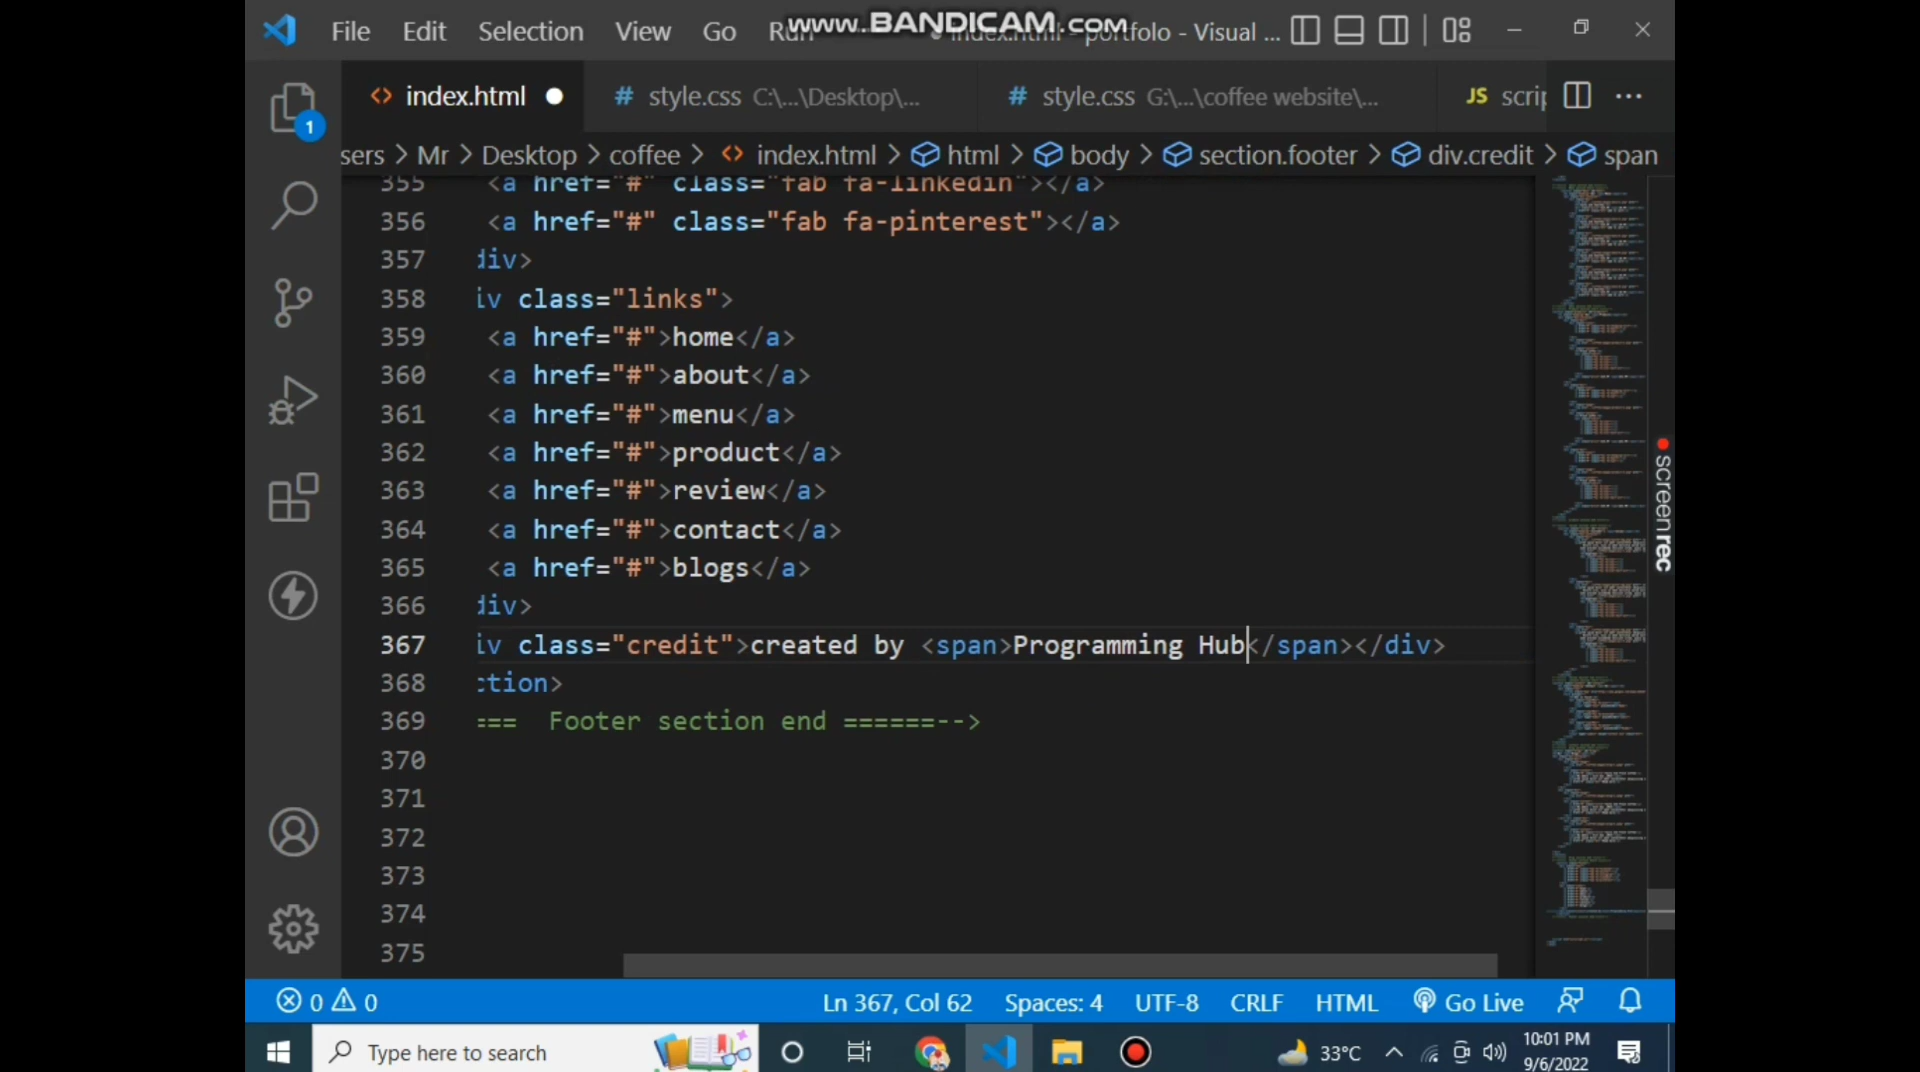 File Edit Selection View Go Run index.html - portfolo - Visual ...
www.BANDICAM.com
index.html style.css C:\...\Desktop\... style.css G:\...\coffee website\... JS scrip
sers > Mr > Desktop > coffee > index.html > html > body > section.footer > div.credit > span
355 <a href="#" class="fab fa-linkedin"></a>
356 <a href="#" class="fab fa-pinterest"></a>
357 div>
358 iv class="links">
359 <a href="#">home</a>
360 <a href="#">about</a>
361 <a href="#">menu</a>
362 <a href="#">product</a>
363 <a href="#">review</a>
364 <a href="#">contact</a>
365 <a href="#">blogs</a>
366 div>
367 iv class="credit">created by <span>Programming Hub</span></div>
368 ction>
369 === Footer section end ======-->
370
371
372
373
374
375
1
screenrec
0 0 Ln 367, Col 62 Spaces: 4 UTF-8 CRLF HTML Go Live
Type here to search 33°C 10:01 PM
9/6/2022